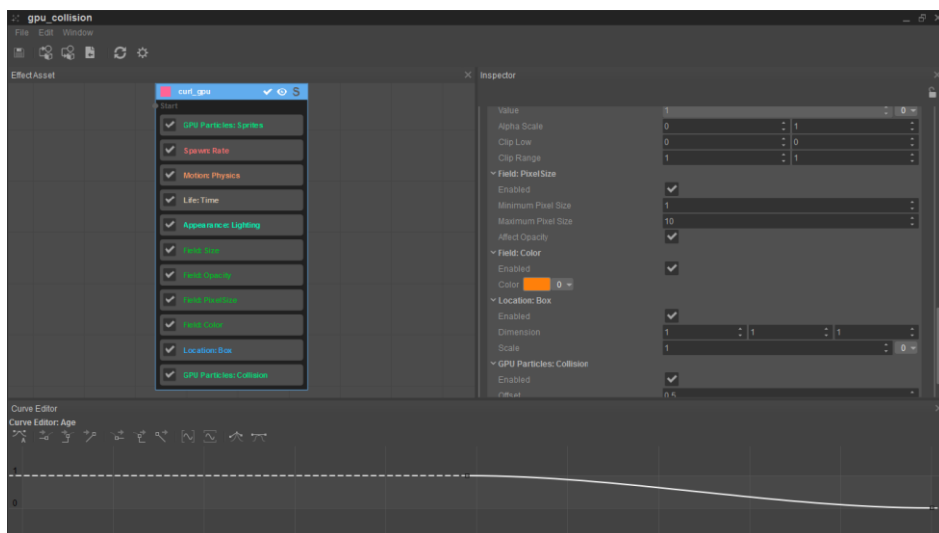 gpu_collision
File Edit Window
Effect Asset
Inspector
curl_gpu S
Start
GPU Particles: Sprites
Spawn: Rate
Motion: Physics
Life: Time
Appearance: Lighting
Field: Size
Field: Opacity
Field: PixelSize
Field: Color
Location: Box
GPU Particles: Collision
Value 1 0
Alpha Scale 0 1
Clip Low 0 0
Clip Range 1 1
Field: PixelSize
Enabled
Minimum Pixel Size 1
Maximum Pixel Size 10
Affect Opacity
Field: Color
Enabled
Color 0
Location: Box
Enabled
Dimension 1 1 1
Scale 1 0
GPU Particles: Collision
Enabled
Offset 0.5
Curve Editor
Curve Editor: Age
1
0